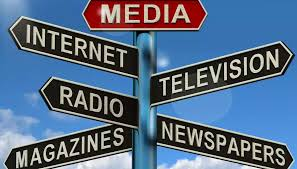 MEDIA
INTERNET
TELEVISION
RADIO
MAGAZINES
NEWSPAPERS